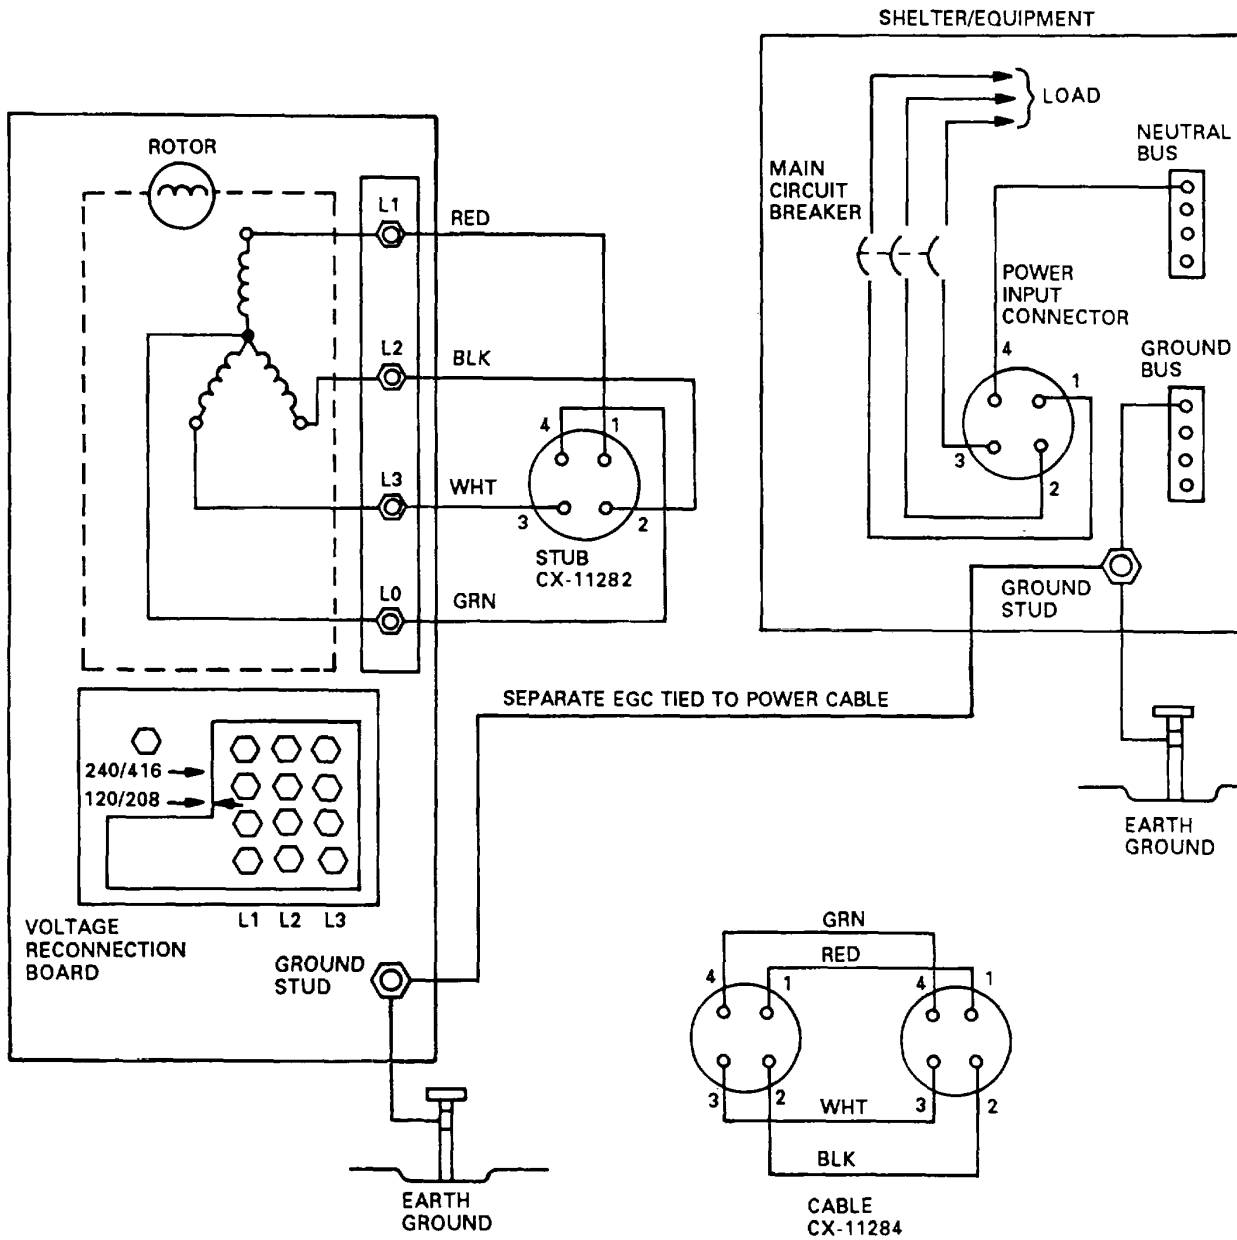 SHELTER/EQUIPMENT
LOAD
NEUTRAL
BUS
MAIN
CIRCUIT
BREAKER
POWER
INPUT
CONNECTOR
4
1
3
2
GROUND
BUS
GROUND
STUD
EARTH
GROUND
ROTOR
L1
RED
L2
BLK
L3
WHT
L0
GRN
4
1
3
2
STUB
CX-11282
SEPARATE EGC TIED TO POWER CABLE
240/416
120/208
L1 L2 L3
VOLTAGE
RECONNECTION
BOARD
GROUND
STUD
EARTH
GROUND
GRN
RED
4
1
4
1
3
2
3
2
WHT
BLK
CABLE
CX-11284